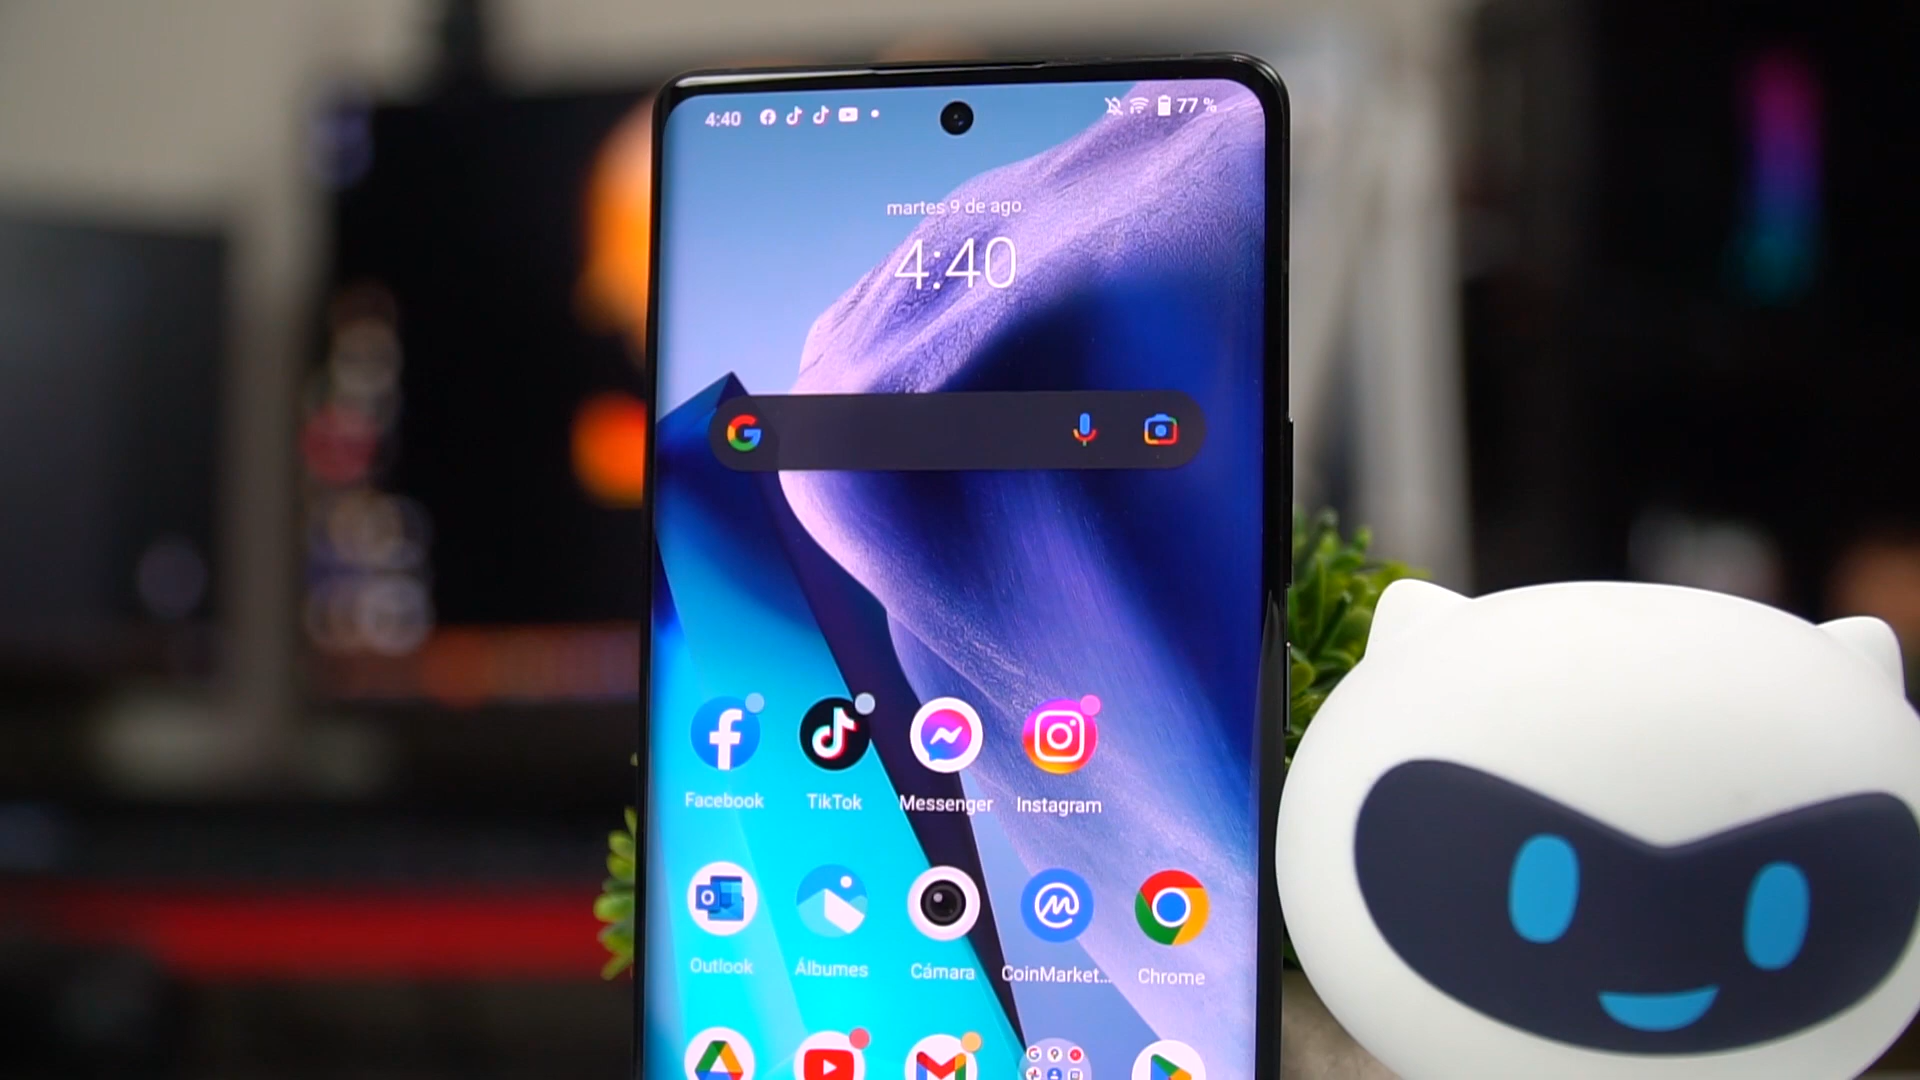 4:40
77 %
martes 9 de ago.
4:40
Facebook
TikTok
Messenger
Instagram
Outlook
Álbumes
Cámara
CoinMarket...
Chrome